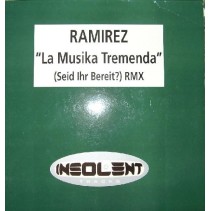 RAMIREZ
"La Musika Tremenda"
(Seid Ihr Bereit?) RMX
INSOLENT